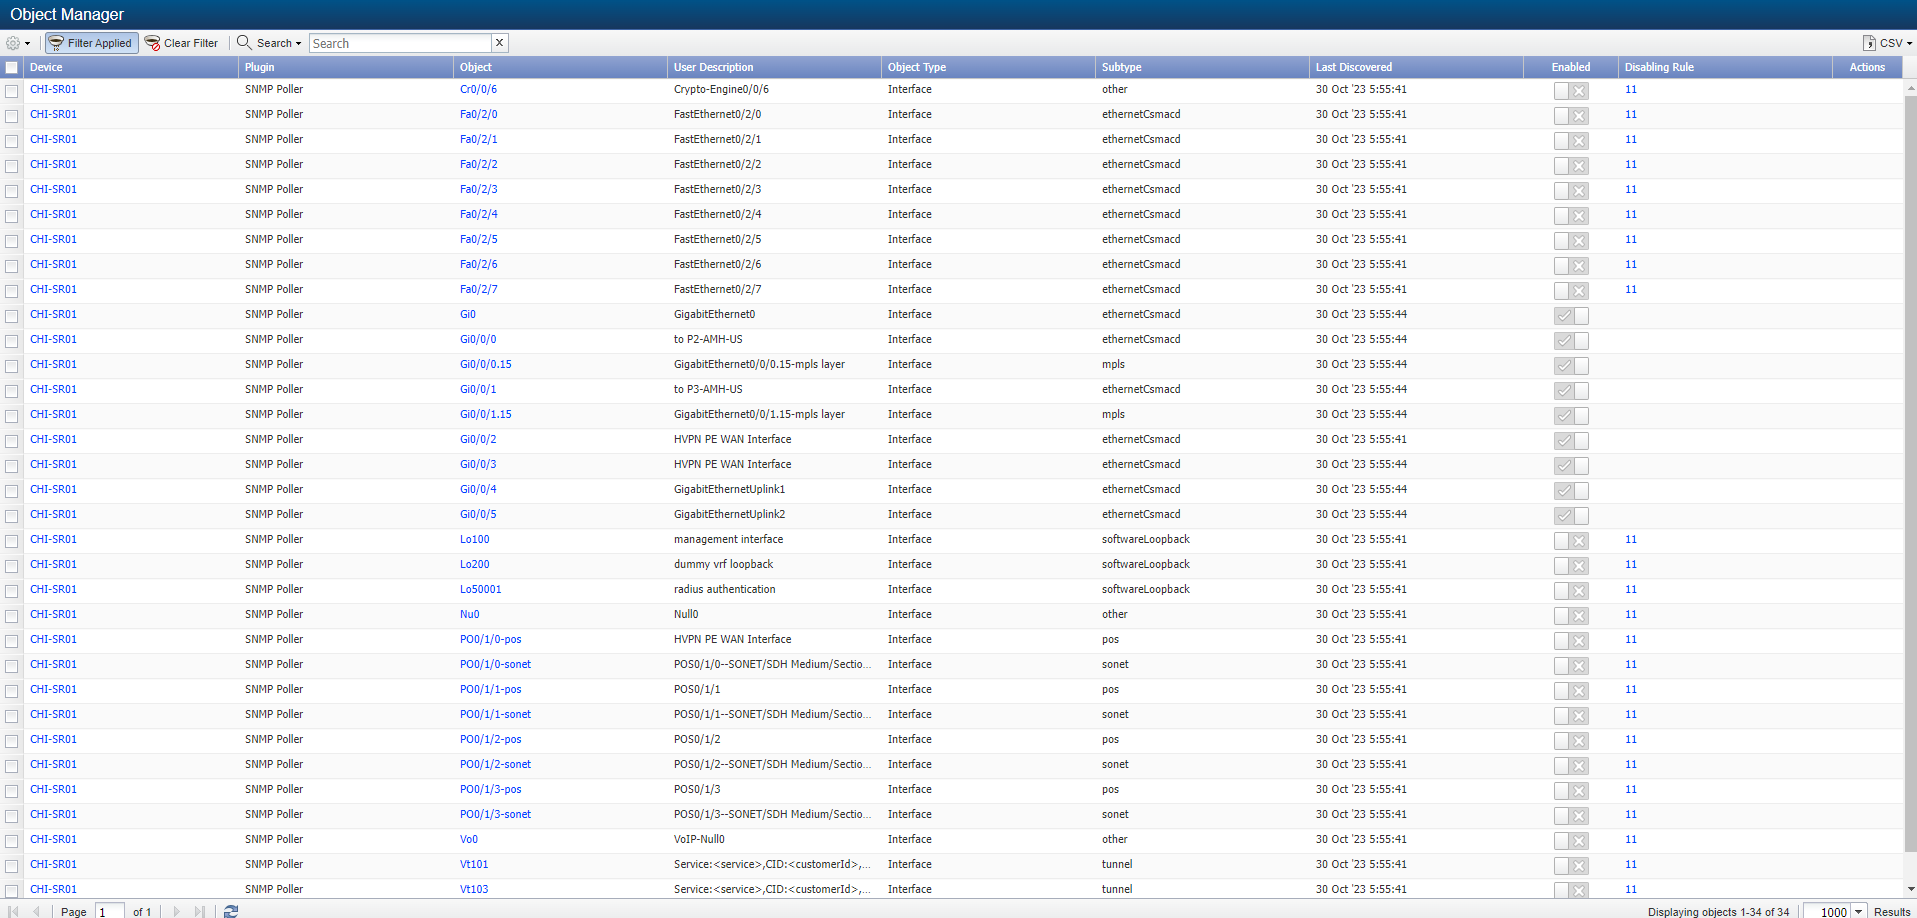 Object Manager
Filter Applied Clear Filter Search Search X CSV
Device Plugin Object User Description Object Type Subtype Last Discovered Enabled Disabling Rule Actions
CHI-SR01 SNMP Poller Cr0/0/6 Crypto-Engine0/0/6 Interface other 30 Oct '23 5:55:41 11
CHI-SR01 SNMP Poller Fa0/2/0 FastEthernet0/2/0 Interface ethernetCsmacd 30 Oct '23 5:55:41 11
CHI-SR01 SNMP Poller Fa0/2/1 FastEthernet0/2/1 Interface ethernetCsmacd 30 Oct '23 5:55:41 11
CHI-SR01 SNMP Poller Fa0/2/2 FastEthernet0/2/2 Interface ethernetCsmacd 30 Oct '23 5:55:41 11
CHI-SR01 SNMP Poller Fa0/2/3 FastEthernet0/2/3 Interface ethernetCsmacd 30 Oct '23 5:55:41 11
CHI-SR01 SNMP Poller Fa0/2/4 FastEthernet0/2/4 Interface ethernetCsmacd 30 Oct '23 5:55:41 11
CHI-SR01 SNMP Poller Fa0/2/5 FastEthernet0/2/5 Interface ethernetCsmacd 30 Oct '23 5:55:41 11
CHI-SR01 SNMP Poller Fa0/2/6 FastEthernet0/2/6 Interface ethernetCsmacd 30 Oct '23 5:55:41 11
CHI-SR01 SNMP Poller Fa0/2/7 FastEthernet0/2/7 Interface ethernetCsmacd 30 Oct '23 5:55:41 11
CHI-SR01 SNMP Poller Gi0 GigabitEthernet0 Interface ethernetCsmacd 30 Oct '23 5:55:44
CHI-SR01 SNMP Poller Gi0/0/0 to P2-AMH-US Interface ethernetCsmacd 30 Oct '23 5:55:44
CHI-SR01 SNMP Poller Gi0/0/0.15 GigabitEthernet0/0/0.15-mpls layer Interface mpls 30 Oct '23 5:55:44
CHI-SR01 SNMP Poller Gi0/0/1 to P3-AMH-US Interface ethernetCsmacd 30 Oct '23 5:55:44
CHI-SR01 SNMP Poller Gi0/0/1.15 GigabitEthernet0/0/1.15-mpls layer Interface mpls 30 Oct '23 5:55:44
CHI-SR01 SNMP Poller Gi0/0/2 HVPN PE WAN Interface Interface ethernetCsmacd 30 Oct '23 5:55:44
CHI-SR01 SNMP Poller Gi0/0/3 HVPN PE WAN Interface Interface ethernetCsmacd 30 Oct '23 5:55:44
CHI-SR01 SNMP Poller Gi0/0/4 GigabitEthernetUplink1 Interface ethernetCsmacd 30 Oct '23 5:55:44
CHI-SR01 SNMP Poller Gi0/0/5 GigabitEthernetUplink2 Interface ethernetCsmacd 30 Oct '23 5:55:44
CHI-SR01 SNMP Poller Lo100 management interface Interface softwareLoopback 30 Oct '23 5:55:41 11
CHI-SR01 SNMP Poller Lo200 dummy vrf loopback Interface softwareLoopback 30 Oct '23 5:55:41 11
CHI-SR01 SNMP Poller Lo50001 radius authentication Interface softwareLoopback 30 Oct '23 5:55:41 11
CHI-SR01 SNMP Poller Nu0 Null0 Interface other 30 Oct '23 5:55:41 11
CHI-SR01 SNMP Poller PO0/1/0-pos HVPN PE WAN Interface Interface pos 30 Oct '23 5:55:41 11
CHI-SR01 SNMP Poller PO0/1/0-sonet POS0/1/0--SONET/SDH Medium/Sectio... Interface sonet 30 Oct '23 5:55:41 11
CHI-SR01 SNMP Poller PO0/1/1-pos POS0/1/1 Interface pos 30 Oct '23 5:55:41 11
CHI-SR01 SNMP Poller PO0/1/1-sonet POS0/1/1--SONET/SDH Medium/Sectio... Interface sonet 30 Oct '23 5:55:41 11
CHI-SR01 SNMP Poller PO0/1/2-pos POS0/1/2 Interface pos 30 Oct '23 5:55:41 11
CHI-SR01 SNMP Poller PO0/1/2-sonet POS0/1/2--SONET/SDH Medium/Sectio... Interface sonet 30 Oct '23 5:55:41 11
CHI-SR01 SNMP Poller PO0/1/3-pos POS0/1/3 Interface pos 30 Oct '23 5:55:41 11
CHI-SR01 SNMP Poller PO0/1/3-sonet POS0/1/3--SONET/SDH Medium/Sectio... Interface sonet 30 Oct '23 5:55:41 11
CHI-SR01 SNMP Poller Vo0 VoIP-Null0 Interface other 30 Oct '23 5:55:41 11
CHI-SR01 SNMP Poller Vt101 Service:<service>,CID:<customerId>,... Interface tunnel 30 Oct '23 5:55:41 11
CHI-SR01 SNMP Poller Vt103 Service:<service>,CID:<customerId>,... Interface tunnel 30 Oct '23 5:55:41 11
Page 1 of 1 Displaying objects 1-34 of 34 1000 Results